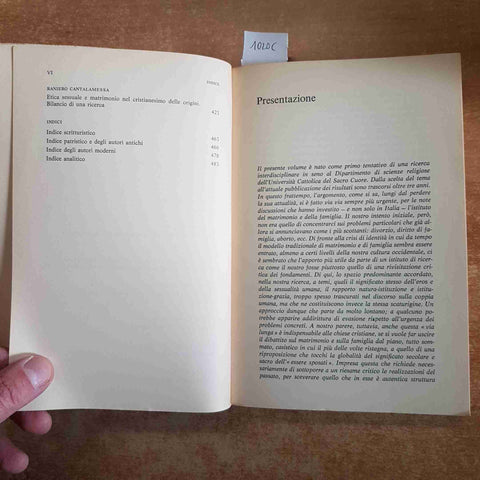 1020C
VI
INDICE
RANIERO CANTALAMESSA
Etica sessuale e matrimonio nel cristianesimo delle origini.
Bilancio di una ricerca
423
INDICI
Indice scritturistico
463
Indice patristico e degli autori antichi
466
Indice degli autori moderni
478
Indice analitico
483
Presentazione
Il presente volume è nato come primo tentativo di una ricerca
interdisciplinare in seno al Dipartimento di scienze religiose
dell'Università Cattolica del Sacro Cuore. Dalla scelta del tema
all'attuale pubblicazione dei risultati sono trascorsi oltre tre anni.
In questo frattempo, l'argomento, come si sa, lungi dal perdere
la sua attualità, si è fatto via via sempre più urgente, per le note
discussioni che hanno investito – e non solo in Italia – l'istituto
del matrimonio e della famiglia. Il nostro intento iniziale, però,
non era quello di concentrarci sui problemi particolari che già al-
lora si annunciavano come i più scottanti: divorzio, diritto di fa-
miglia, aborto, ecc. Di fronte alla crisi di identità in cui da tempo
il modello tradizionale di matrimonio e di famiglia sembra essere
entrato, almeno a certi livelli della nostra cultura occidentale, ci
è sembrato che l'apporto più utile da parte di un istituto di ricer-
ca come il nostro fosse piuttosto quello di una rivisitazione critica
dei fondamenti. Di qui, lo spazio preponderante accordato,
nella nostra ricerca, a temi, quali il significato stesso dell'eros e
della sessualità umana, il rapporto natura-istituzione e istitu-
zione-grazia, troppo spesso trascurati nel discorso sulla coppia
umana, ma che ne costituiscono invece la stessa scaturigine. Un
approccio dunque che parte da molto lontano; a qualcuno po-
trebbe apparire addirittura di evasione rispetto all'urgenza dei
problemi concreti. A nostro parere, tuttavia, anche questa « via
lunga » è indispensabile alle chiese cristiane, se si vuole far uscire
il dibattito sul matrimonio e sulla famiglia dal piano, tutto som-
mato, casistico in cui il più delle volte ristagna, a quello di una
riproposizione che tocchi la globalità del significato secolare e
sacro dell'« essere sposati ». Impresa questa che richiede neces-
sariamente di sottoporre a un riesame critico le realizzazioni del
passato, per sceverare quello che in esse è autentica struttura